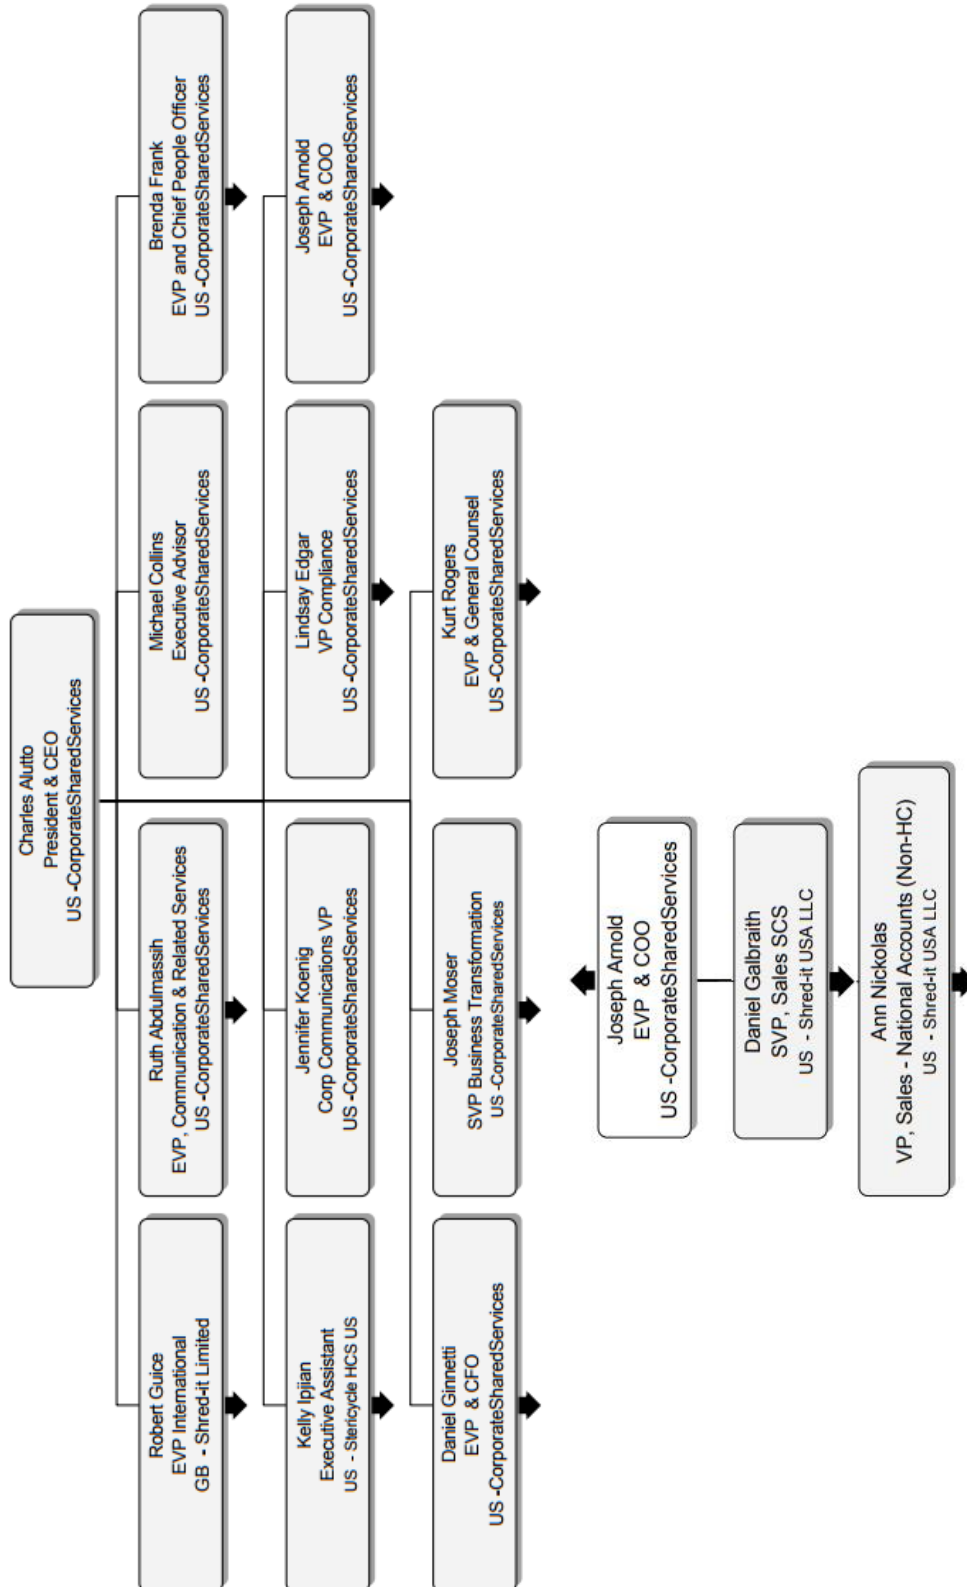 Charles Alutto
President & CEO
US -CorporateSharedServices
Robert Guice
EVP International
GB - Shred-it Limited
Ruth Abdulmassih
EVP, Communication & Related Services
US -CorporateSharedServices
Michael Collins
Executive Advisor
US -CorporateSharedServices
Brenda Frank
EVP and Chief People Officer
US -CorporateSharedServices
Kelly Ipjian
Executive Assistant
US - Stericycle HCS US
Jennifer Koenig
Corp Communications VP
US -CorporateSharedServices
Lindsay Edgar
VP Compliance
US -CorporateSharedServices
Joseph Arnold
EVP & COO
US -CorporateSharedServices
Daniel Ginnetti
EVP & CFO
US -CorporateSharedServices
Joseph Moser
SVP Business Transformation
US -CorporateSharedServices
Kurt Rogers
EVP & General Counsel
US -CorporateSharedServices
Joseph Arnold
EVP & COO
US -CorporateSharedServices
Daniel Galbraith
SVP, Sales SCS
US - Shred-it USA LLC
Ann Nickolas
VP, Sales - National Accounts (Non-HC)
US - Shred-it USA LLC